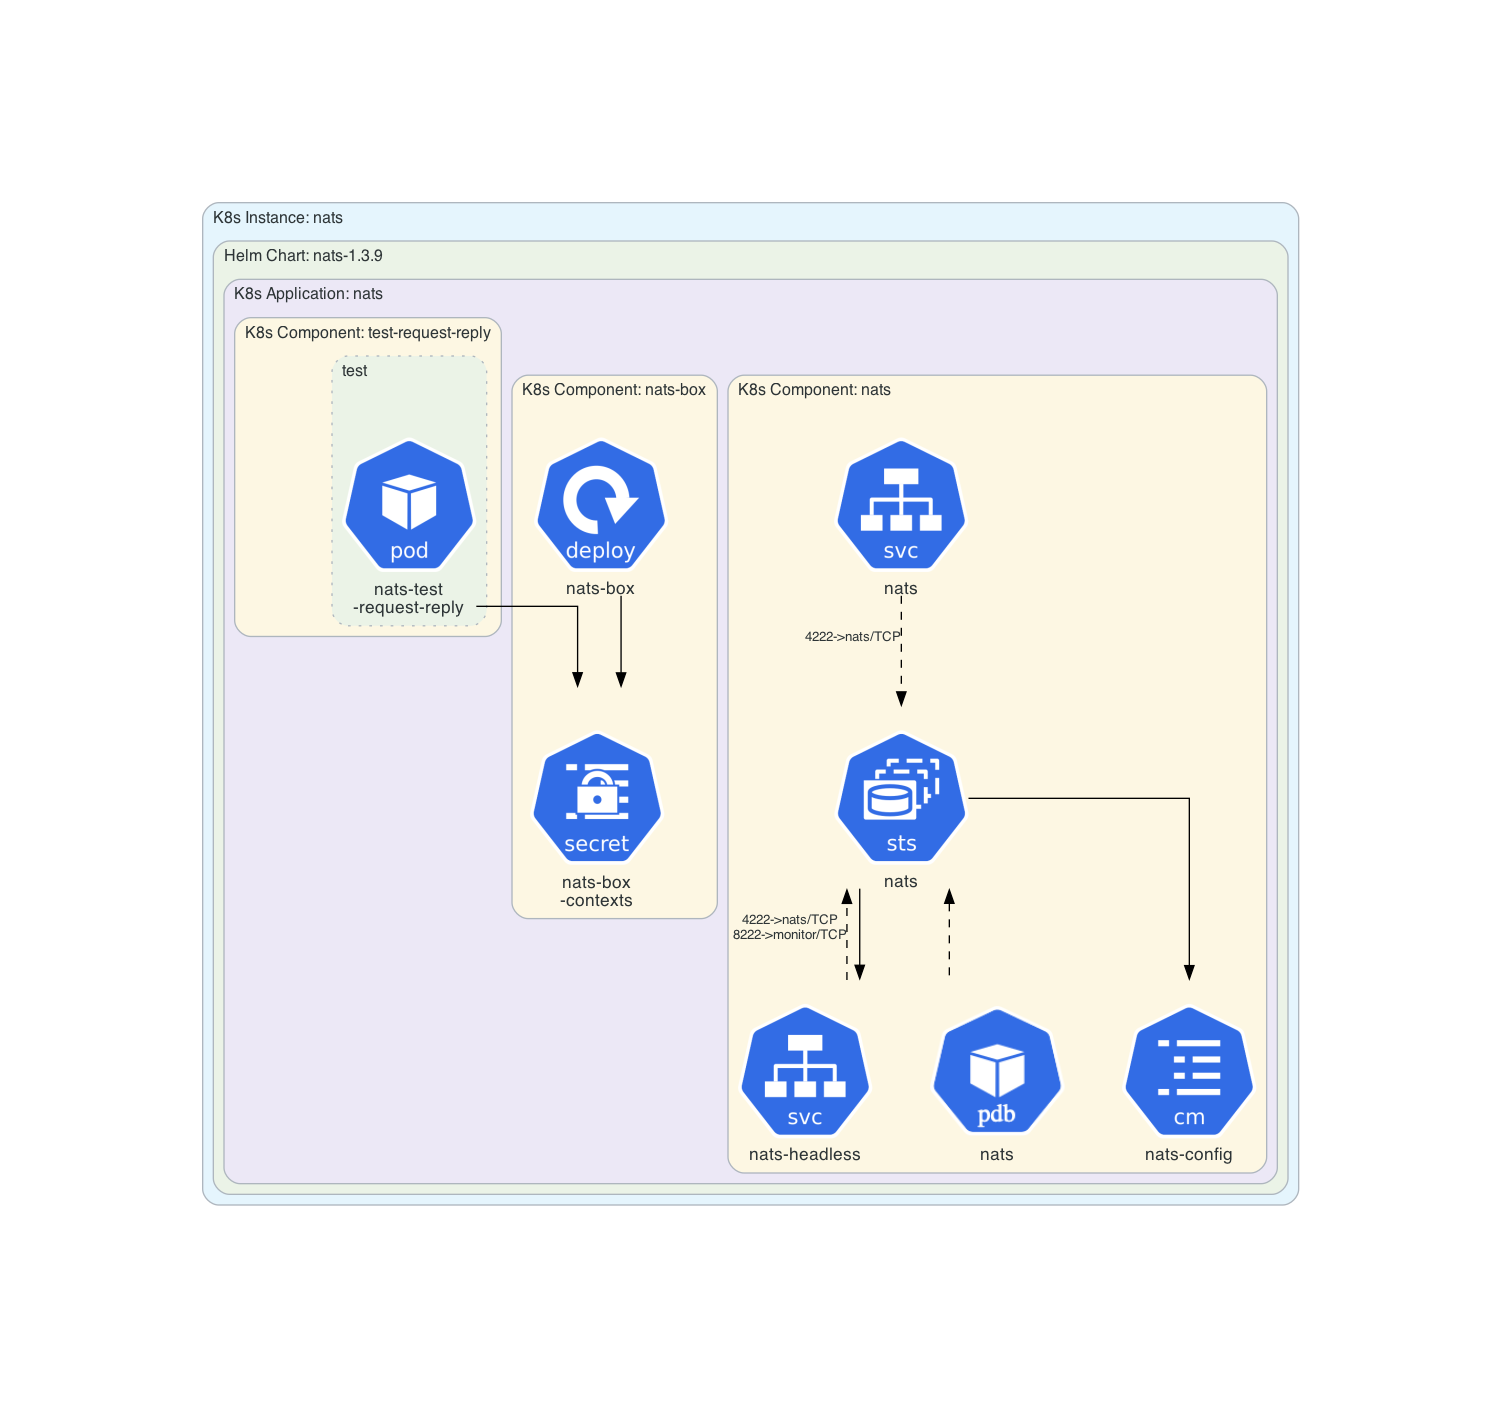 K8s Instance: nats
Helm Chart: nats-1.3.9
K8s Application: nats
K8s Component: test-request-reply
test
pod
nats-test
-request-reply
K8s Component: nats-box
deploy
nats-box
secret
nats-box
-contexts
K8s Component: nats
svc
nats
4222->nats/TCP
sts
nats
4222->nats/TCP
8222->monitor/TCP
svc
nats-headless
pdb
nats
cm
nats-config